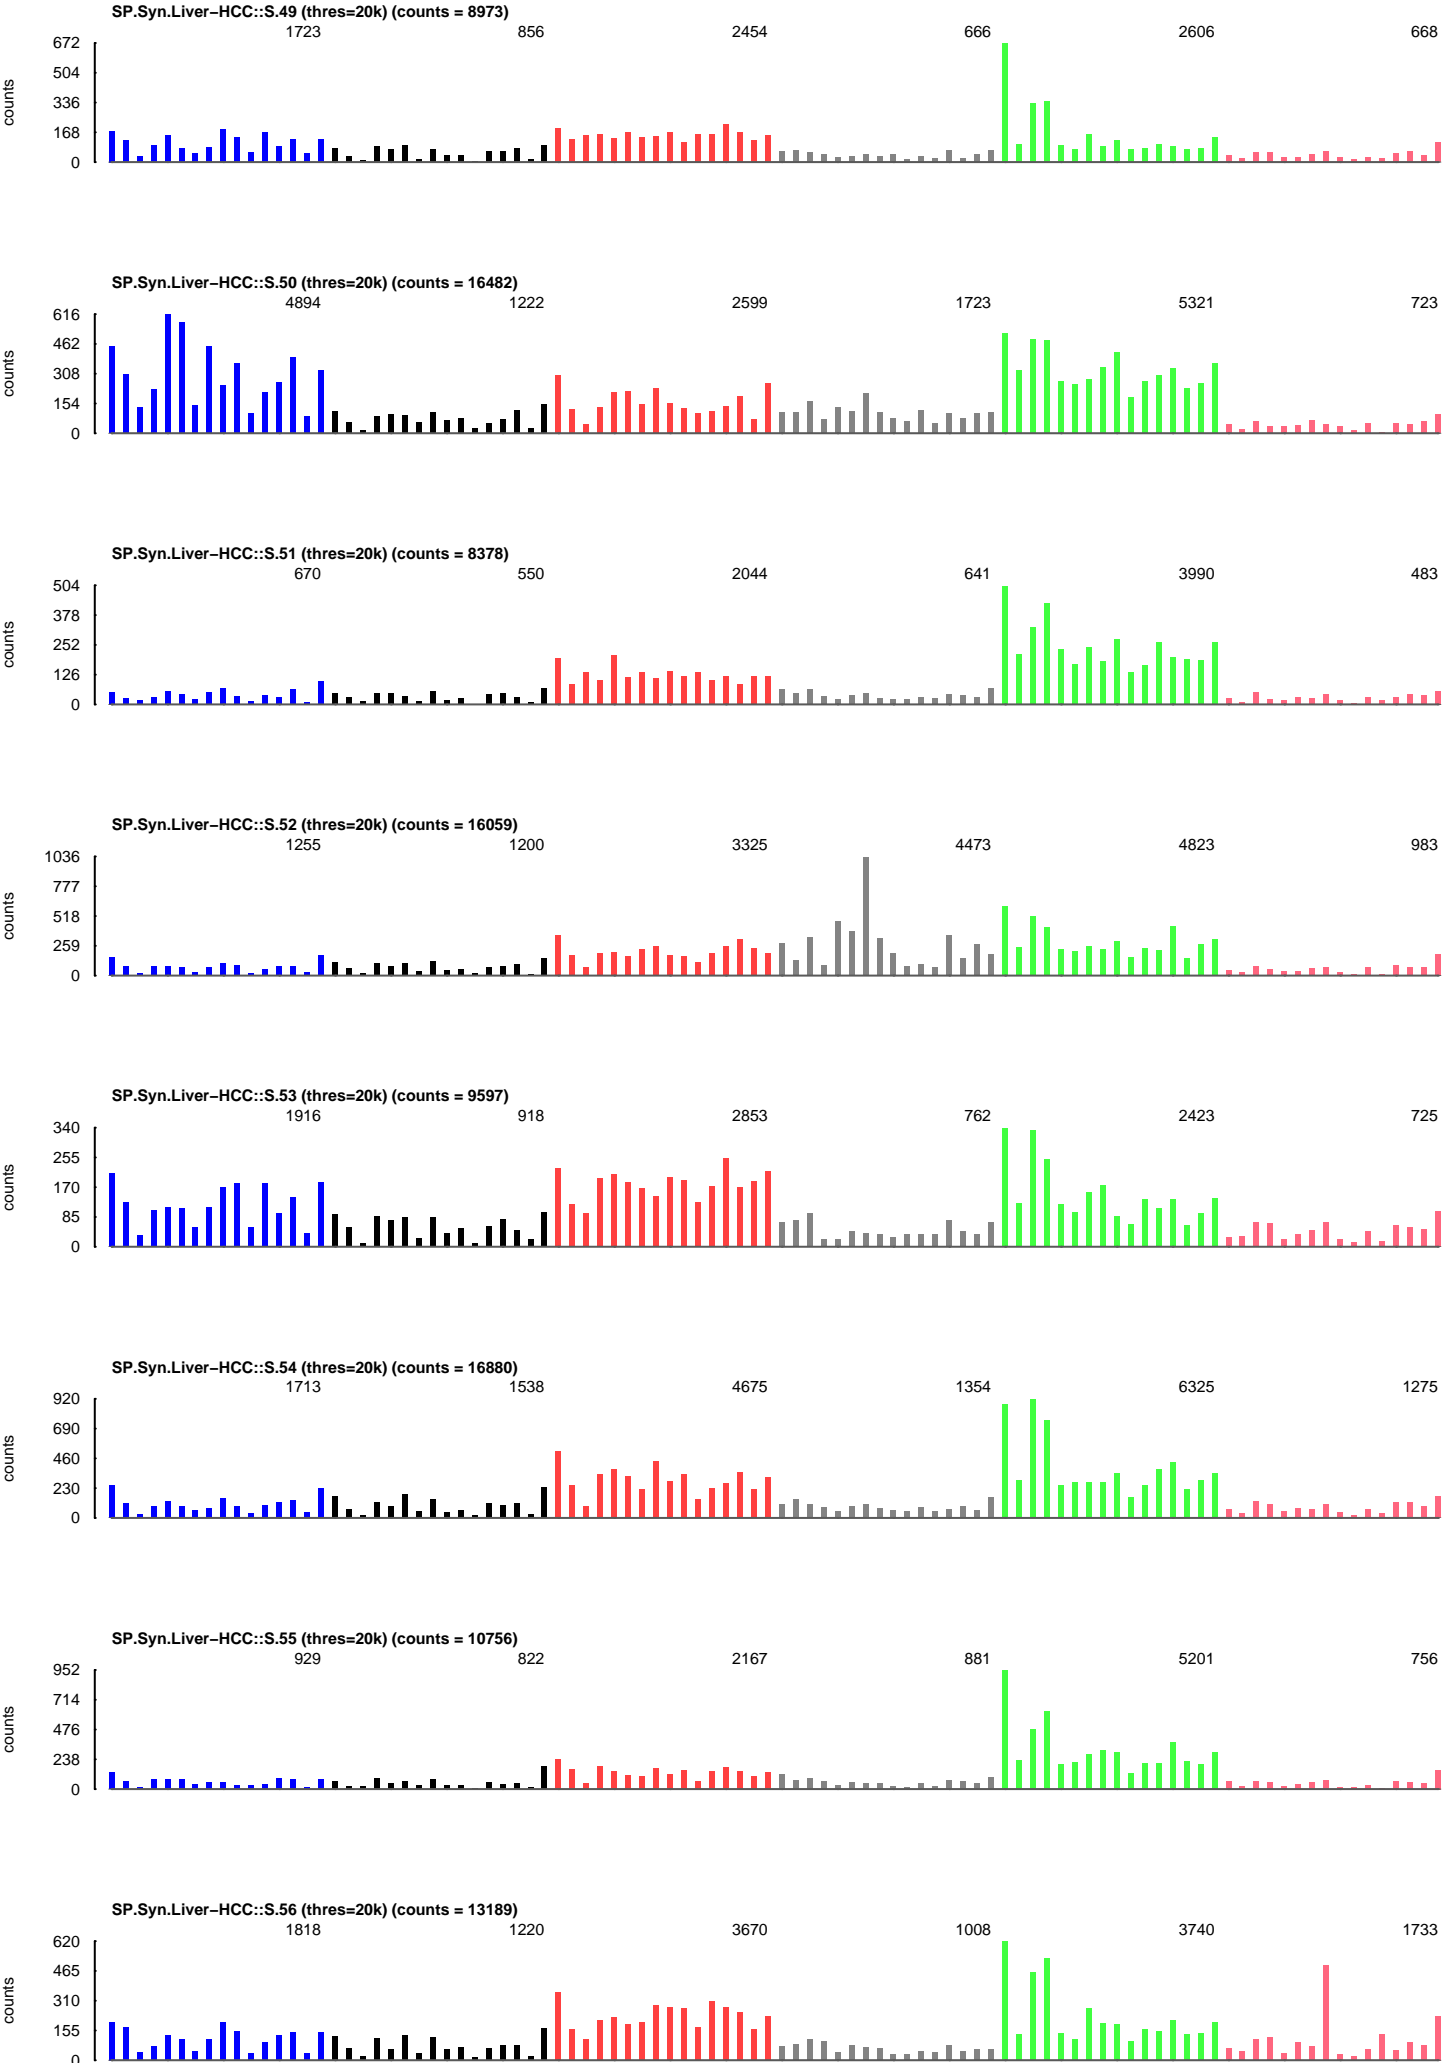 SP.Syn.Liver−HCC::S.49 (thres=20k) (counts = 8973)
1723 856 2454 666 2606 668
672
504
336
168
0
counts
SP.Syn.Liver−HCC::S.50 (thres=20k) (counts = 16482)
4894 1222 2599 1723 5321 723
616
462
308
154
0
counts
SP.Syn.Liver−HCC::S.51 (thres=20k) (counts = 8378)
670 550 2044 641 3990 483
504
378
252
126
0
counts
SP.Syn.Liver−HCC::S.52 (thres=20k) (counts = 16059)
1255 1200 3325 4473 4823 983
1036
777
518
259
0
counts
SP.Syn.Liver−HCC::S.53 (thres=20k) (counts = 9597)
1916 918 2853 762 2423 725
340
255
170
85
0
counts
SP.Syn.Liver−HCC::S.54 (thres=20k) (counts = 16880)
1713 1538 4675 1354 6325 1275
920
690
460
230
0
counts
SP.Syn.Liver−HCC::S.55 (thres=20k) (counts = 10756)
929 822 2167 881 5201 756
952
714
476
238
0
counts
SP.Syn.Liver−HCC::S.56 (thres=20k) (counts = 13189)
1818 1220 3670 1008 3740 1733
620
465
310
155
0
counts